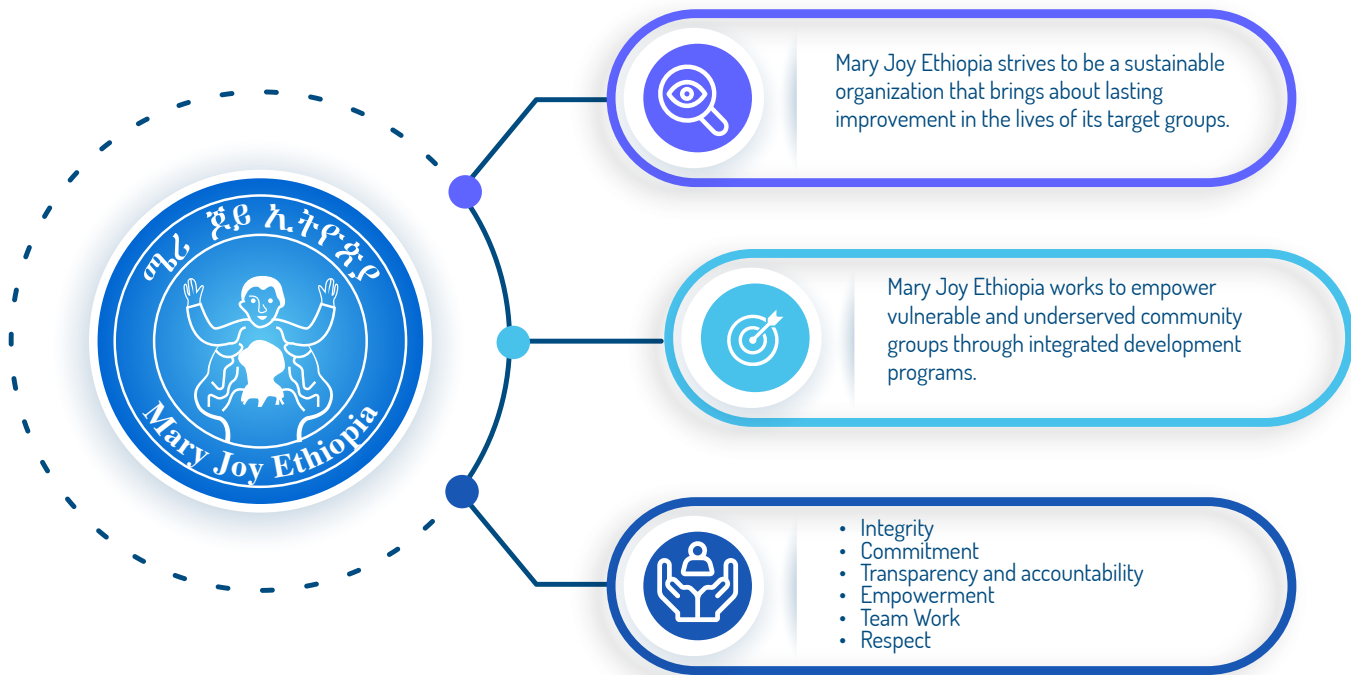 ሜሪ ጆይ ኢትዮጵያ
Mary Joy Ethiopia
Mary Joy Ethiopia strives to be a sustainable
organization that brings about lasting
improvement in the lives of its target groups.
Mary Joy Ethiopia works to empower
vulnerable and underserved community
groups through integrated development
programs.
• Integrity
• Commitment
• Transparency and accountability
• Empowerment
• Team Work
• Respect